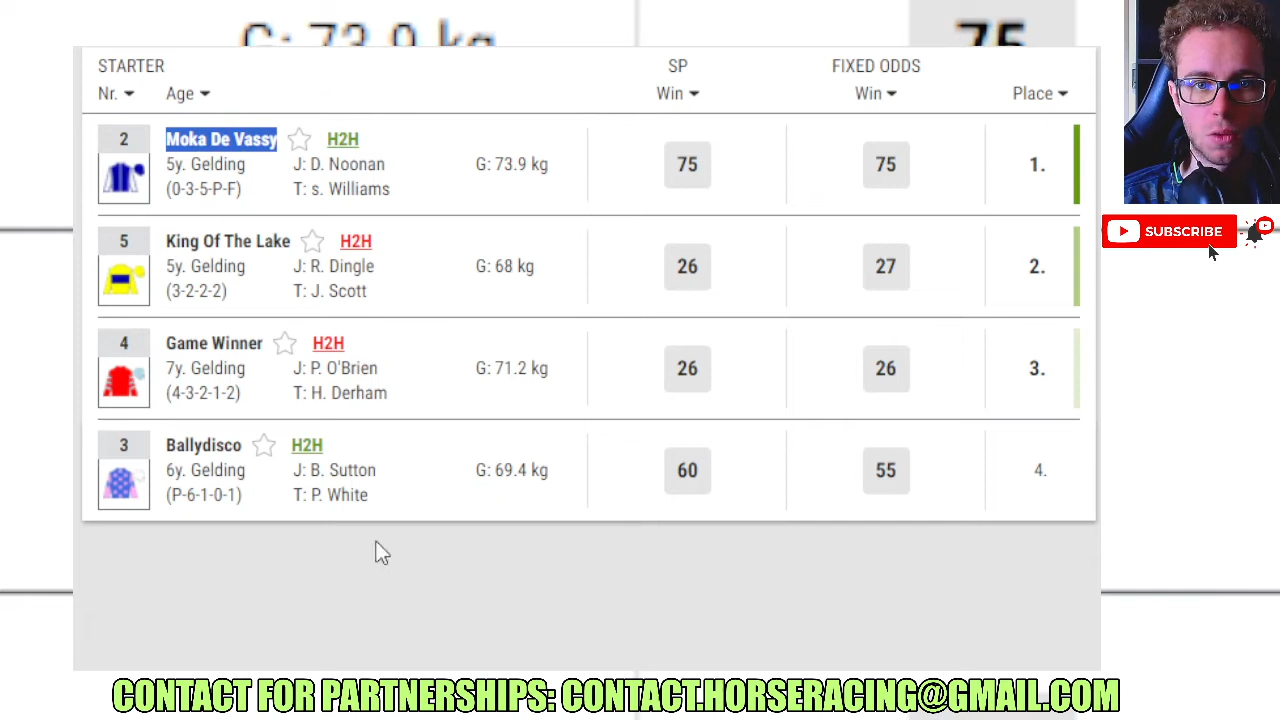 G: 73.9 kg
75
STARTER
SP
FIXED ODDS
Nr.
Age
Win
Win
Place
2
Moka De Vassy
H2H
5y. Gelding
J: D. Noonan
G: 73.9 kg
75
75
1.
(0-3-5-P-F)
T: s. Williams
5
King Of The Lake
H2H
5y. Gelding
J: R. Dingle
G: 68 kg
26
27
2.
(3-2-2-2)
T: J. Scott
4
Game Winner
H2H
7y. Gelding
J: P. O'Brien
G: 71.2 kg
26
26
3.
(4-3-2-1-2)
T: H. Derham
3
Ballydisco
H2H
6y. Gelding
J: B. Sutton
G: 69.4 kg
60
55
4.
(P-6-1-0-1)
T: P. White
SUBSCRIBE
CONTACT FOR PARTNERSHIPS: CONTACT.HORSERACING@GMAIL.COM